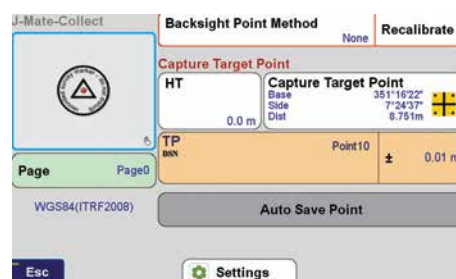 J-Mate-Collect
Backsight Point Method
None
Recalibrate
Capture Target Point
HT
0.0 m
Capture Target Point
Base 351°16'22"
Side 7°24'37"
Dist 8.751m
TP
DSN
Point10
± 0.01 m
Page Page0
WGS84(ITRF2008)
Auto Save Point
Esc
Settings